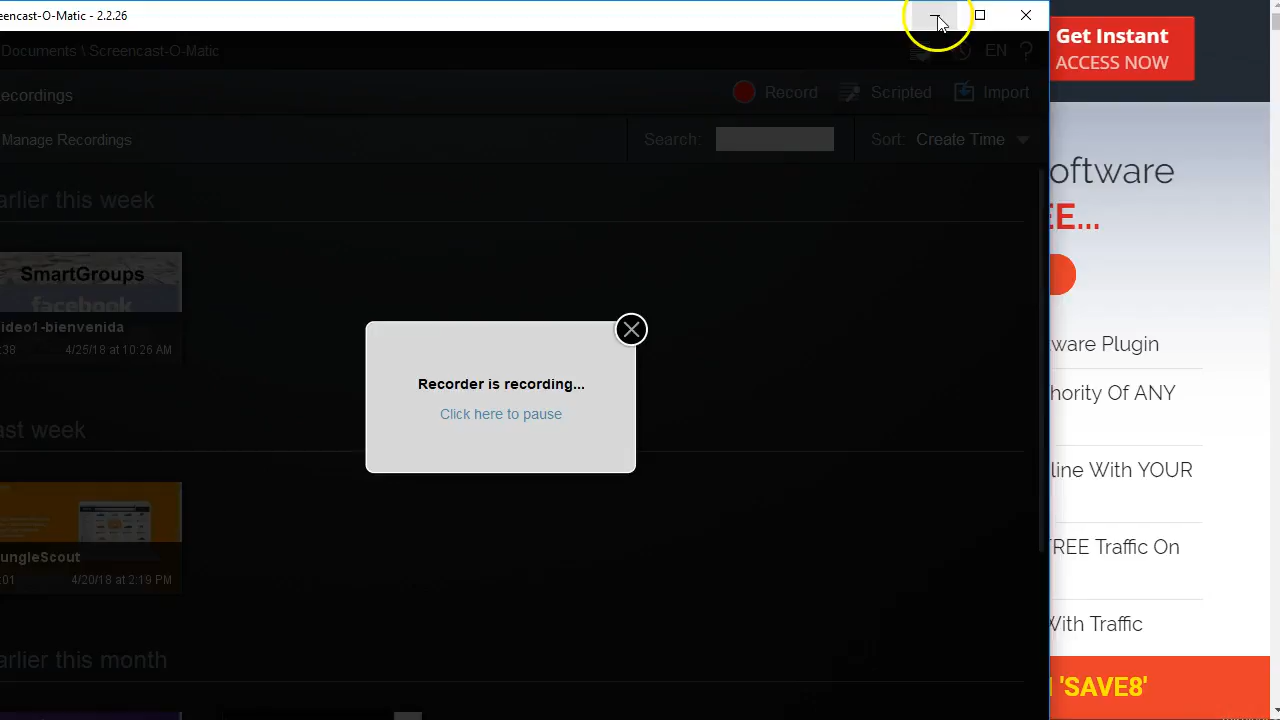 eencast-O-Matic - 2.2.26
Get Instant
ACCESS NOW
Documents \ Screencast-O-Matic
EN ?
ecordings
Record
Scripted
Import
Manage Recordings
Search:
Sort: Create Time
oftware
EE...
arlier this week
SmartGroups
facebook
ideo1-bienvenida
:38 4/25/18 at 10:26 AM
ware Plugin
hority Of ANY
Recorder is recording...
Click here to pause
ast week
line With YOUR
ungleScout
:01 4/20/18 at 2:19 PM
REE Traffic On
With Traffic
arlier this month
'SAVE8'